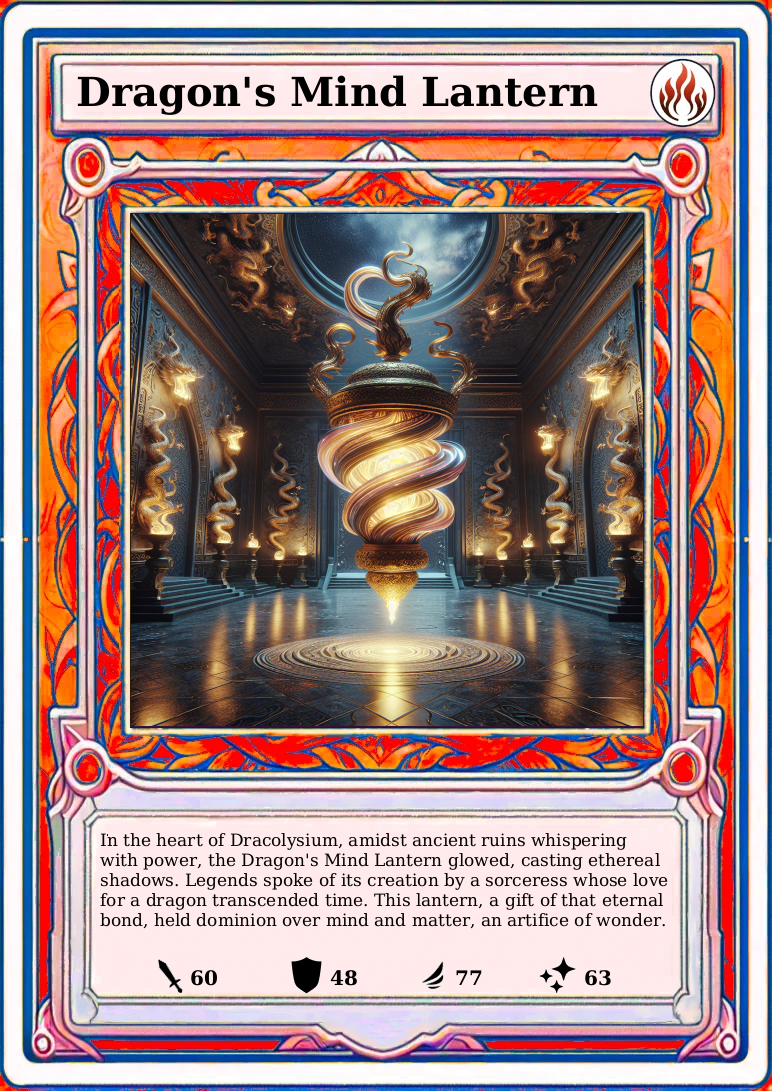 Dragon's Mind Lantern
In the heart of Dracolysium, amidst ancient ruins whispering
with power, the Dragon's Mind Lantern glowed, casting ethereal
shadows. Legends spoke of its creation by a sorceress whose love
for a dragon transcended time. This lantern, a gift of that eternal
bond, held dominion over mind and matter, an artifice of wonder.
60 48 77 63